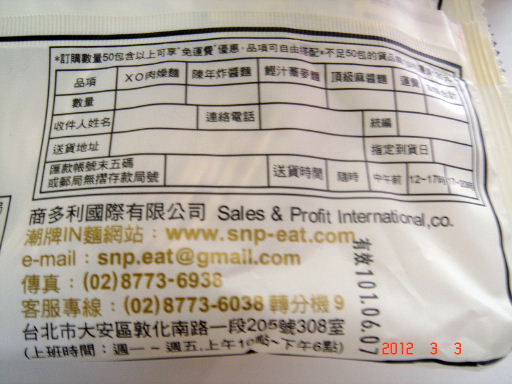 *訂購數量50包含以上可享"免運費"優惠,品項可自由搭配*不足50包的貨品
品項 XO肉燥麵 陳年炸醬麵 鰹汁蕎麥麵 頂級麻醬麵 運費
數量
收件人姓名 連絡電話 統編
送貨地址 指定到貨日
匯款帳號末五碼
或郵局無摺存款局號 送貨時間 隨時 中午前 12~17時 17~20時
商多利國際有限公司 Sales & Profit International,co.
潮牌IN麵網站:www.snp-eat.com
e-mail:snp.eat@gmail.com
傳真:(02)8773-6938
客服專線:(02)8773-6038 轉分機9
台北市大安區敦化南路一段205號308室
(上班時間:週一~週五,上午10點~下午6點)
有效101.06.07
2012 3 3